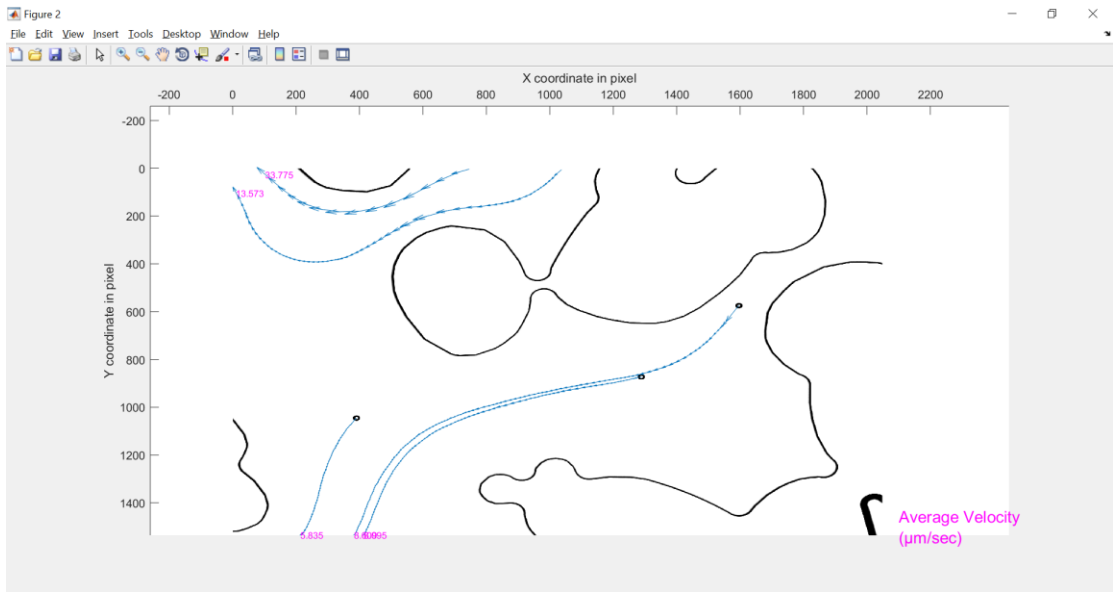 Figure 2
File Edit View Insert Tools Desktop Window Help
X coordinate in pixel
-200 0 200 400 600 800 1000 1200 1400 1600 1800 2000 2200
Y coordinate in pixel
-200
0
200
400
600
800
1000
1200
1400
33.775
13.573
5.835
Average Velocity
(µm/sec)